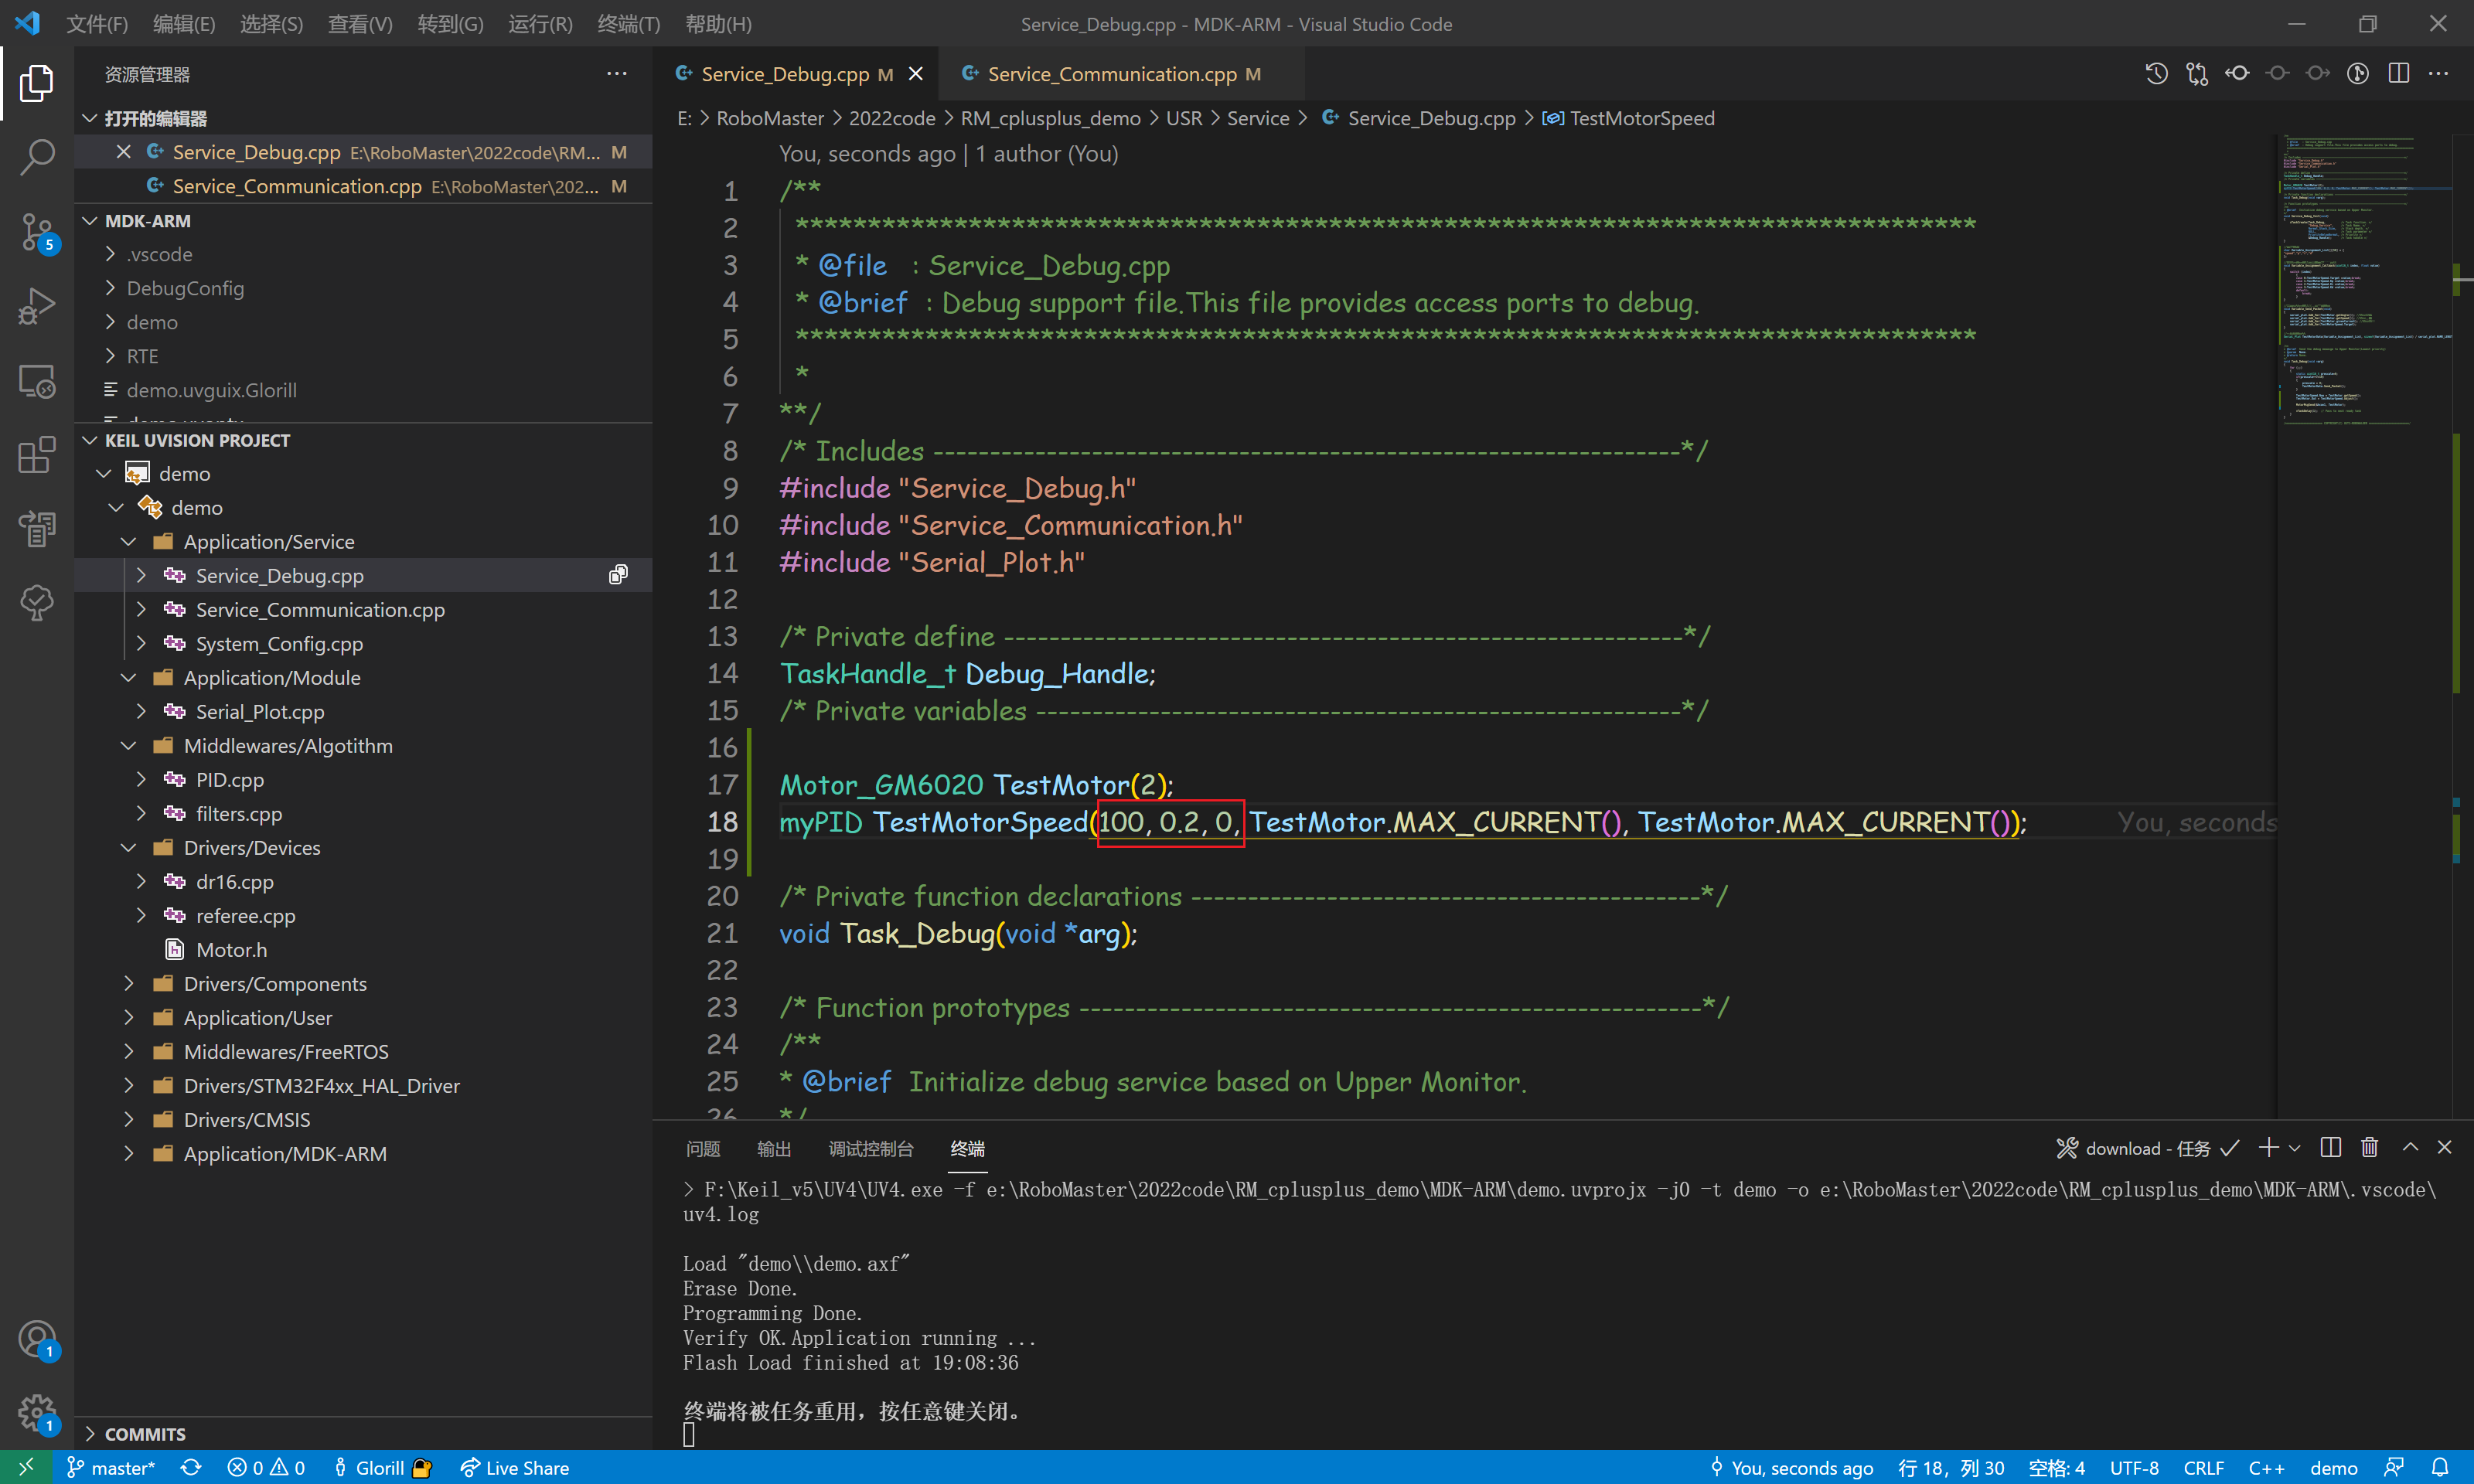 文件(F) 编辑(E) 选择(S) 查看(V) 转到(G) 运行(R) 终端(T) 帮助(H) Service_Debug.cpp - MDK-ARM - Visual Studio Code
资源管理器
打开的编辑器
Service_Debug.cpp E:\RoboMaster\2022code\RM... M
Service_Communication.cpp E:\RoboMaster\202... M
MDK-ARM
.vscode
DebugConfig
demo
RTE
demo.uvguix.Glorill
KEIL UVISION PROJECT
demo
demo
Application/Service
Service_Debug.cpp
Service_Communication.cpp
System_Config.cpp
Application/Module
Serial_Plot.cpp
Middlewares/Algotithm
PID.cpp
filters.cpp
Drivers/Devices
dr16.cpp
referee.cpp
Motor.h
Drivers/Components
Application/User
Middlewares/FreeRTOS
Drivers/STM32F4xx_HAL_Driver
Drivers/CMSIS
Application/MDK-ARM
COMMITS
5
1
1
Service_Debug.cpp M Service_Communication.cpp M
E: > RoboMaster > 2022code > RM_cplusplus_demo > USR > Service > Service_Debug.cpp > TestMotorSpeed
You, seconds ago | 1 author (You)
1 /**
2 **********************************************************************************
3 * @file : Service_Debug.cpp
4 * @brief : Debug support file.This file provides access ports to debug.
5 **********************************************************************************
6 *
7 **/
8 /* Includes -----------------------------------------------------------------*/
9 #include "Service_Debug.h"
10 #include "Service_Communication.h"
11 #include "Serial_Plot.h"
12
13 /* Private define -----------------------------------------------------------*/
14 TaskHandle_t Debug_Handle;
15 /* Private variables --------------------------------------------------------*/
16
17 Motor_GM6020 TestMotor(2);
18 myPID TestMotorSpeed(100, 0.2, 0, TestMotor.MAX_CURRENT(), TestMotor.MAX_CURRENT()); You, seconds
19
20 /* Private function declarations --------------------------------------------*/
21 void Task_Debug(void *arg);
22
23 /* Function prototypes ------------------------------------------------------*/
24 /**
25 * @brief Initialize debug service based on Upper Monitor.
26 */
问题 输出 调试控制台 终端 download - 任务
> F:\Keil_v5\UV4\UV4.exe -f e:\RoboMaster\2022code\RM_cplusplus_demo\MDK-ARM\demo.uvprojx -j0 -t demo -o e:\RoboMaster\2022code\RM_cplusplus_demo\MDK-ARM\.vscode\
uv4.log
Load "demo\\demo.axf"
Erase Done.
Programming Done.
Verify OK.Application running ...
Flash Load finished at 19:08:36
终端将被任务重用，按任意键关闭。
master* 0 0 Glorill Live Share You, seconds ago 行 18，列 30 空格: 4 UTF-8 CRLF C++ demo